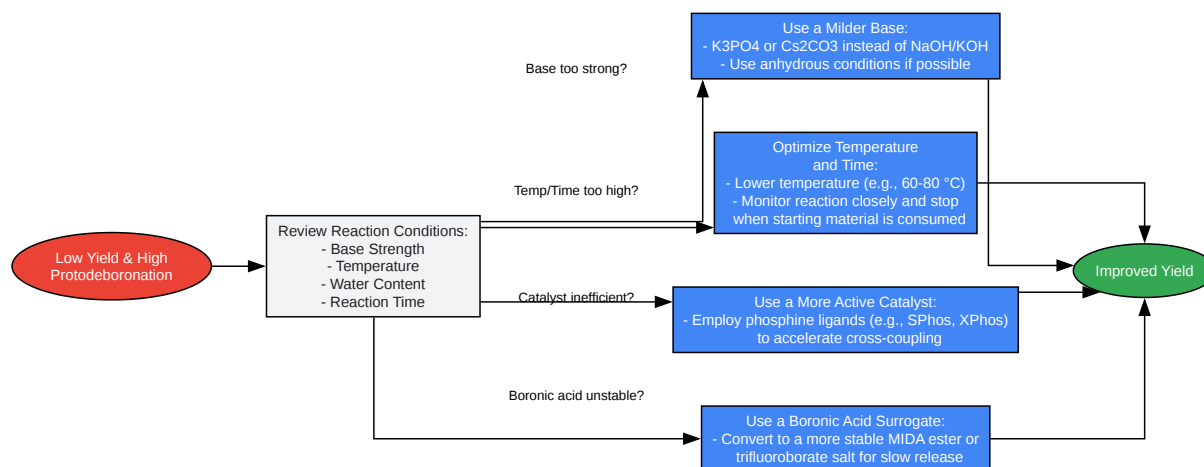 Low Yield & High
Protodeboronation
Review Reaction Conditions:
- Base Strength
- Temperature
- Water Content
- Reaction Time
Base too strong?
Temp/Time too high?
Catalyst inefficient?
Boronic acid unstable?
Use a Milder Base:
- K3PO4 or Cs2CO3 instead of NaOH/KOH
- Use anhydrous conditions if possible
Optimize Temperature
and Time:
- Lower temperature (e.g., 60-80 °C)
- Monitor reaction closely and stop
when starting material is consumed
Use a More Active Catalyst:
- Employ phosphine ligands (e.g., SPhos, XPhos)
to accelerate cross-coupling
Use a Boronic Acid Surrogate:
- Convert to a more stable MIDA ester or
trifluoroborate salt for slow release
Improved Yield